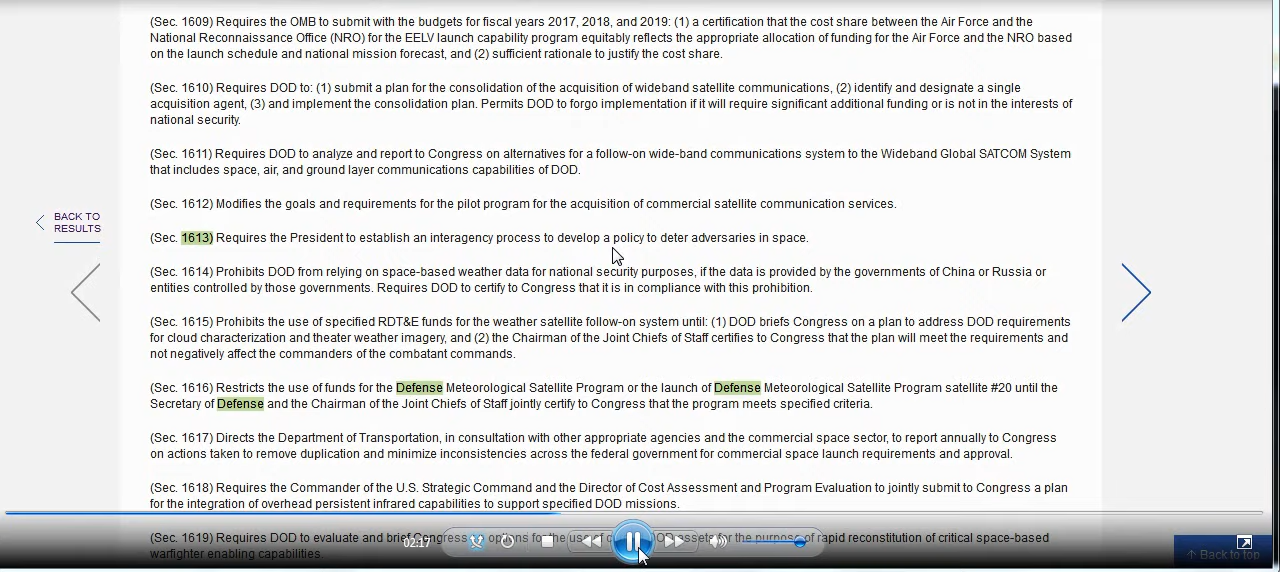 (Sec. 1609) Requires the OMB to submit with the budgets for fiscal years 2017, 2018, and 2019: (1) a certification that the cost share between the Air Force and the
National Reconnaissance Office (NRO) for the EELV launch capability program equitably reflects the appropriate allocation of funding for the Air Force and the NRO based
on the launch schedule and national mission forecast, and (2) sufficient rationale to justify the cost share.
(Sec. 1610) Requires DOD to: (1) submit a plan for the consolidation of the acquisition of wideband satellite communications, (2) identify and designate a single
acquisition agent, (3) and implement the consolidation plan. Permits DOD to forgo implementation if it will require significant additional funding or is not in the interests of
national security.
(Sec. 1611) Requires DOD to analyze and report to Congress on alternatives for a follow-on wide-band communications system to the Wideband Global SATCOM System
that includes space, air, and ground layer communications capabilities of DOD.
(Sec. 1612) Modifies the goals and requirements for the pilot program for the acquisition of commercial satellite communication services.
BACK TO
RESULTS
(Sec. 1613) Requires the President to establish an interagency process to develop a policy to deter adversaries in space.
(Sec. 1614) Prohibits DOD from relying on space-based weather data for national security purposes, if the data is provided by the governments of China or Russia or
entities controlled by those governments. Requires DOD to certify to Congress that it is in compliance with this prohibition.
(Sec. 1615) Prohibits the use of specified RDT&E funds for the weather satellite follow-on system until: (1) DOD briefs Congress on a plan to address DOD requirements
for cloud characterization and theater weather imagery, and (2) the Chairman of the Joint Chiefs of Staff certifies to Congress that the plan will meet the requirements and
not negatively affect the commanders of the combatant commands.
(Sec. 1616) Restricts the use of funds for the Defense Meteorological Satellite Program or the launch of Defense Meteorological Satellite Program satellite #20 until the
Secretary of Defense and the Chairman of the Joint Chiefs of Staff jointly certify to Congress that the program meets specified criteria.
(Sec. 1617) Directs the Department of Transportation, in consultation with other appropriate agencies and the commercial space sector, to report annually to Congress
on actions taken to remove duplication and minimize inconsistencies across the federal government for commercial space launch requirements and approval.
(Sec. 1618) Requires the Commander of the U.S. Strategic Command and the Director of Cost Assessment and Program Evaluation to jointly submit to Congress a plan
for the integration of overhead persistent infrared capabilities to support specified DOD missions.
(Sec. 1619) Requires DOD to evaluate and brief Congress on options for the use of assets for the purpose of rapid reconstitution of critical space-based
warfighter enabling capabilities.
02:17
↑ Back to top